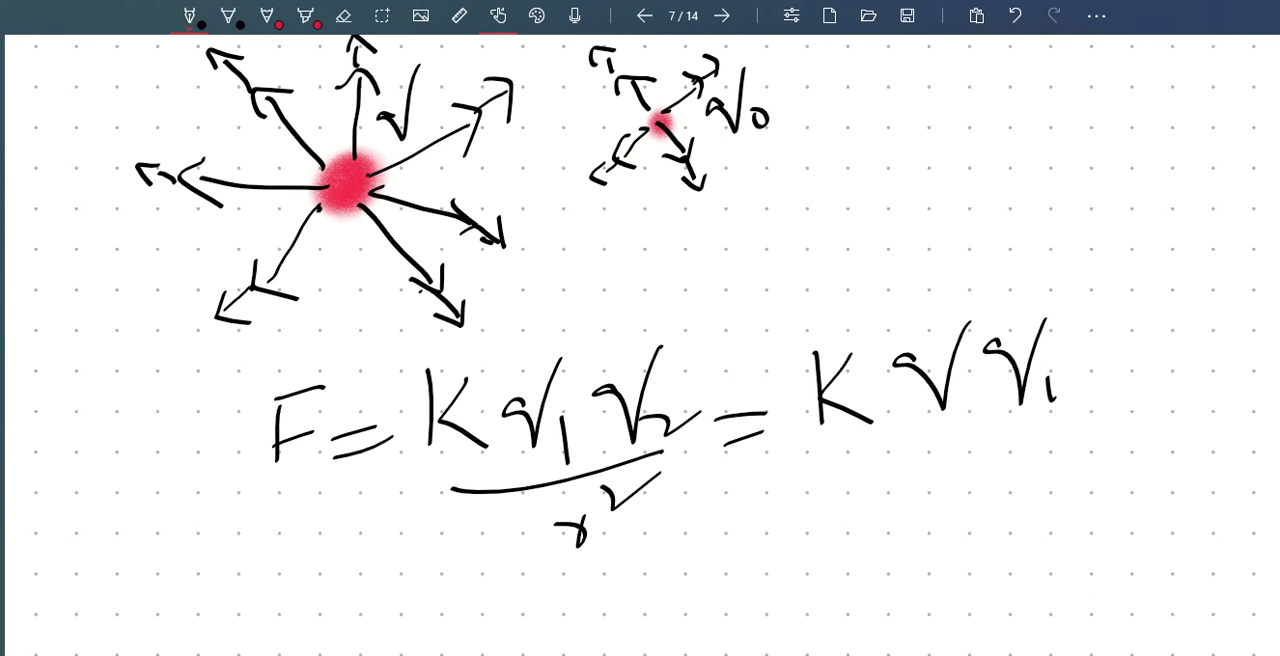 7 / 14
q q₀
F = K q₁ q₂ / r² = K q q₁